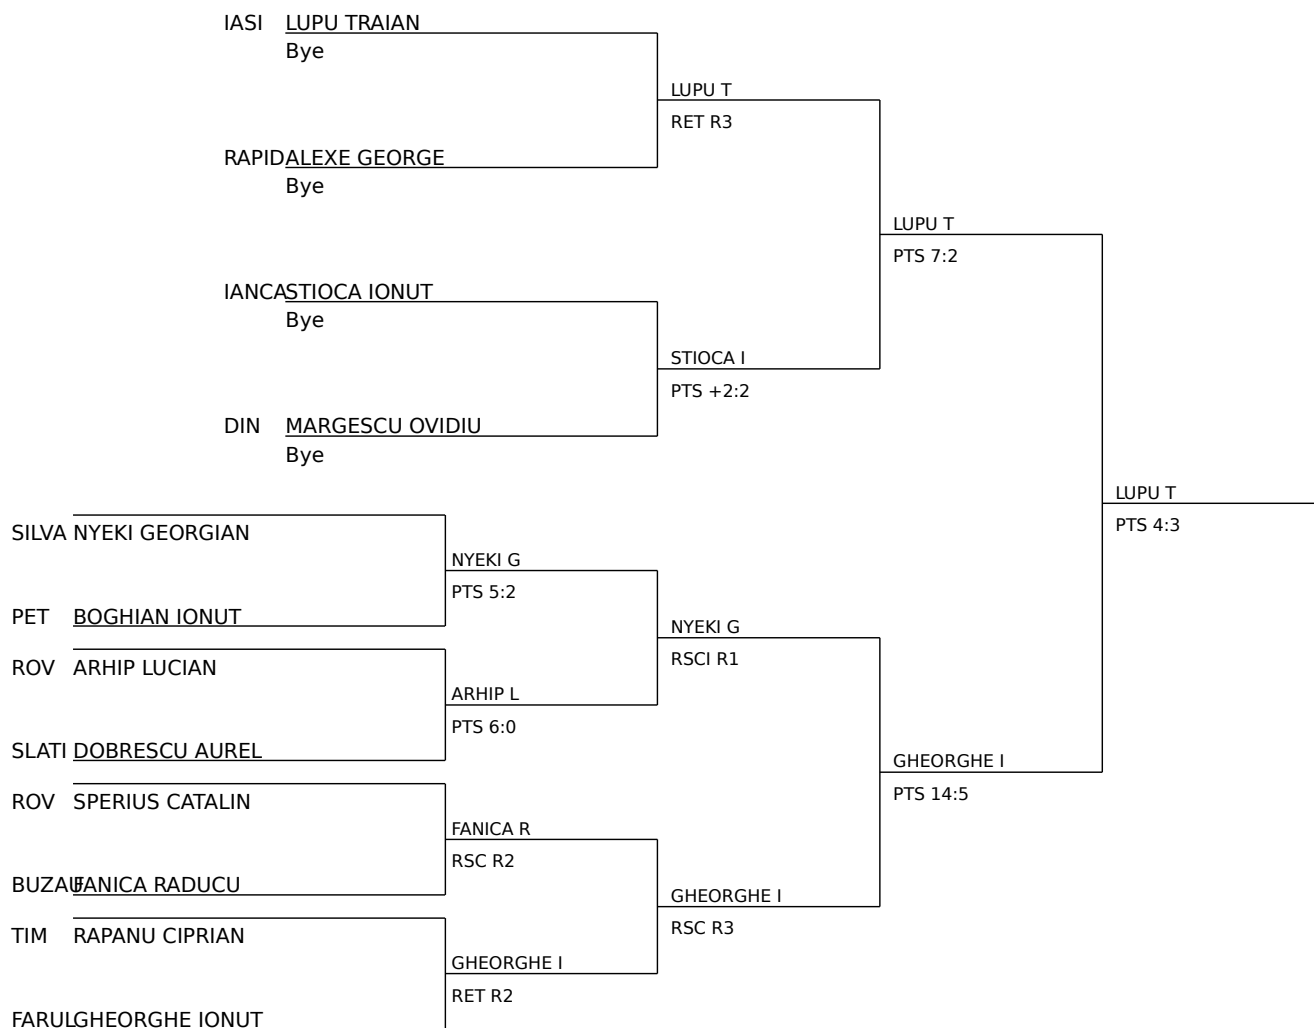 IASI LUPU TRAIAN
Bye
LUPU T
RET R3
RAPID ALEXE GEORGE
Bye
LUPU T
PTS 7:2
IANCA STIOCA IONUT
Bye
STIOCA I
PTS +2:2
DIN MARGESCU OVIDIU
Bye
LUPU T
PTS 4:3
SILVA NYEKI GEORGIAN
NYEKI G
PTS 5:2
PET BOGHIAN IONUT
NYEKI G
RSCI R1
ROV ARHIP LUCIAN
ARHIP L
PTS 6:0
SLATI DOBRESCU AUREL
GHEORGHE I
PTS 14:5
ROV SPERIUS CATALIN
FANICA R
RSC R2
BUZAU FANICA RADUCU
GHEORGHE I
RSC R3
TIM RAPANU CIPRIAN
GHEORGHE I
RET R2
FARUL GHEORGHE IONUT